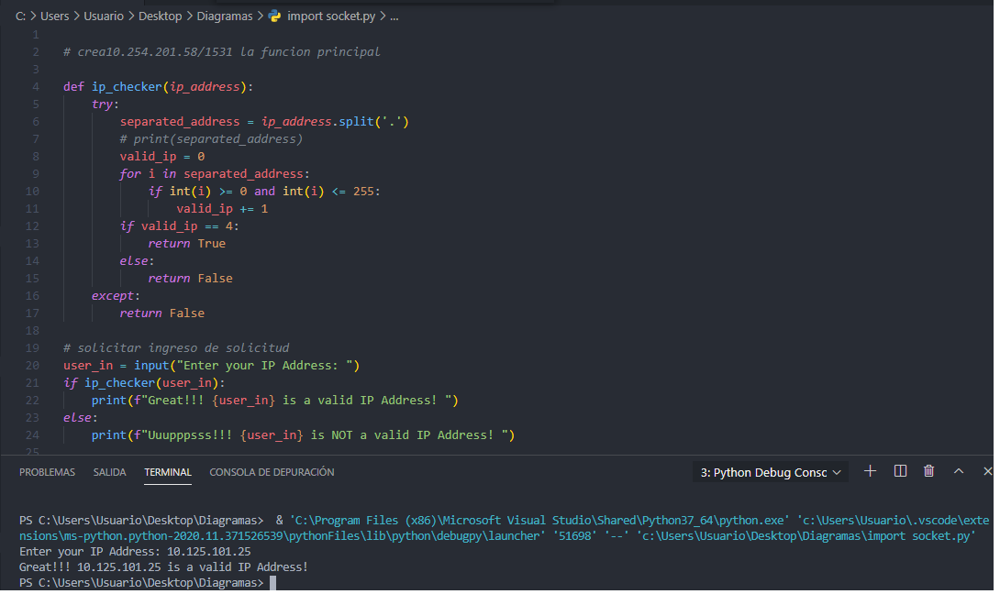 C: > Users > Usuario > Desktop > Diagramas > import socket.py > ...
1
2 # crea10.254.201.58/1531 la funcion principal
3
4 def ip_checker(ip_address):
5 try:
6 separated_address = ip_address.split('.')
7 # print(separated_address)
8 valid_ip = 0
9 for i in separated_address:
10 if int(i) >= 0 and int(i) <= 255:
11 valid_ip += 1
12 if valid_ip == 4:
13 return True
14 else:
15 return False
16 except:
17 return False
18
19 # solicitar ingreso de solicitud
20 user_in = input("Enter your IP Address: ")
21 if ip_checker(user_in):
22 print(f"Great!!! {user_in} is a valid IP Address! ")
23 else:
24 print(f"Uuupppsss!!! {user_in} is NOT a valid IP Address! ")
25
PROBLEMAS SALIDA TERMINAL CONSOLA DE DEPURACIÓN 3: Python Debug Consc
PS C:\Users\Usuario\Desktop\Diagramas> & 'C:\Program Files (x86)\Microsoft Visual Studio\Shared\Python37_64\python.exe' 'c:\Users\Usuario\.vscode\exte
nsions\ms-python.python-2020.11.371526539\pythonFiles\lib\python\debugpy\launcher' '51698' '--' 'c:\Users\Usuario\Desktop\Diagramas\import socket.py'
Enter your IP Address: 10.125.101.25
Great!!! 10.125.101.25 is a valid IP Address!
PS C:\Users\Usuario\Desktop\Diagramas>